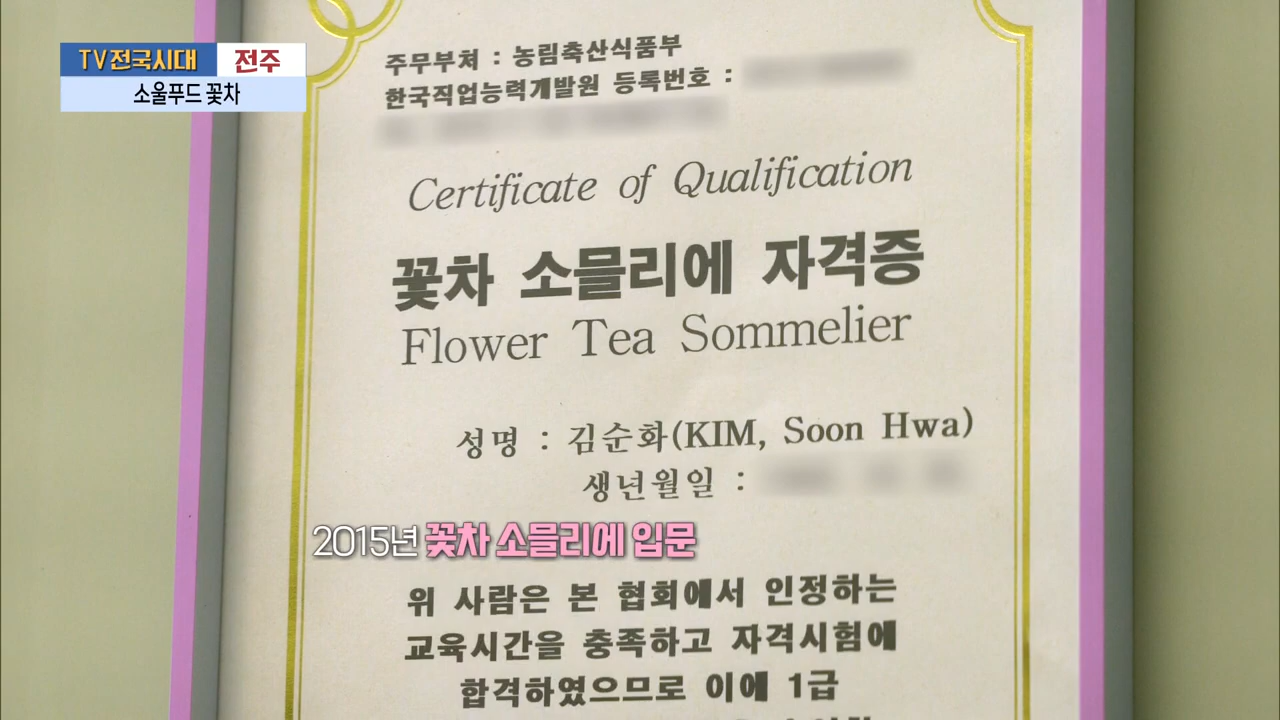 TV전국시대 전주
소울푸드 꽃차
주무부처 : 농림축산식품부
한국직업능력개발원 등록번호 :
Certificate of Qualification
꽃차 소믈리에 자격증
Flower Tea Sommelier
성명 : 김순화(KIM, Soon Hwa)
생년월일 :
2015년 꽃차 소믈리에 입문
위 사람은 본 협회에서 인정하는
교육시간을 충족하고 자격시험에
합격하였으므로 이에 1급